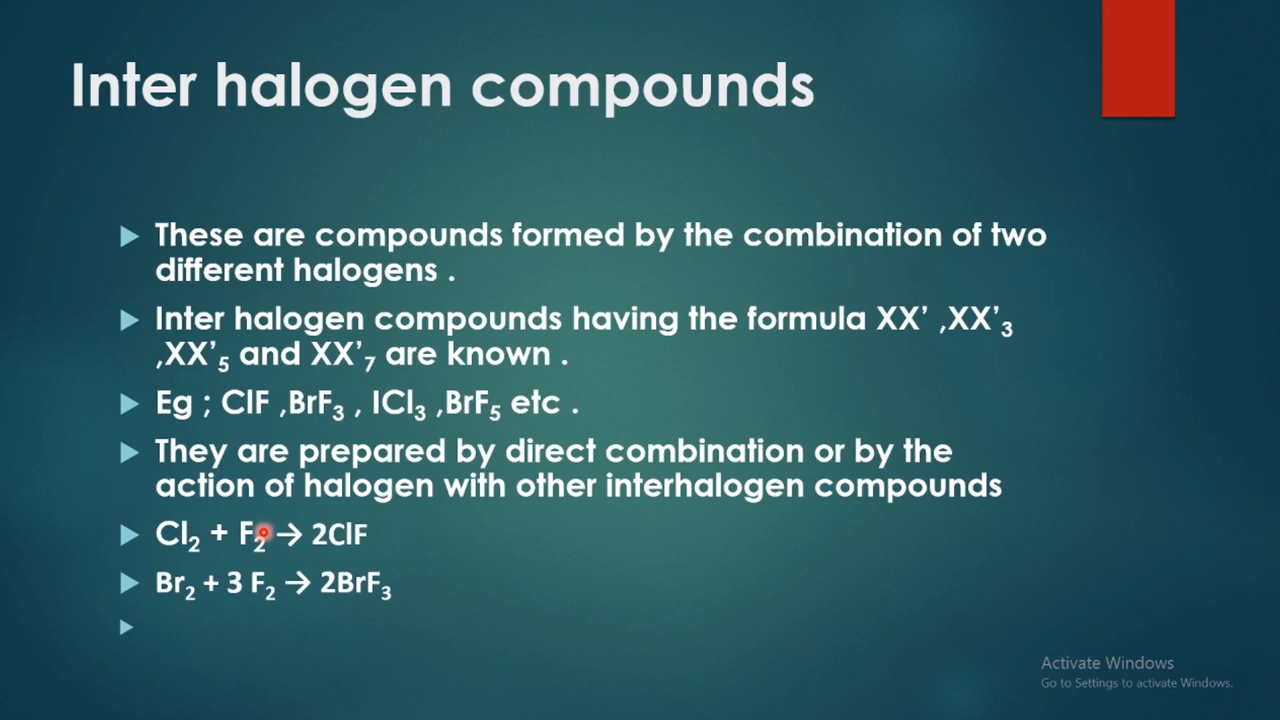 Inter halogen compounds
These are compounds formed by the combination of two
different halogens .
Inter halogen compounds having the formula XX’ ,XX’₃
,XX’₅ and XX’₇ are known .
Eg ; ClF ,BrF₃ , ICl₃ ,BrF₅ etc .
They are prepared by direct combination or by the
action of halogen with other interhalogen compounds
Cl₂ + F₂ → 2ClF
Br₂ + 3 F₂ → 2BrF₃
Activate Windows
Go to Settings to activate Windows.